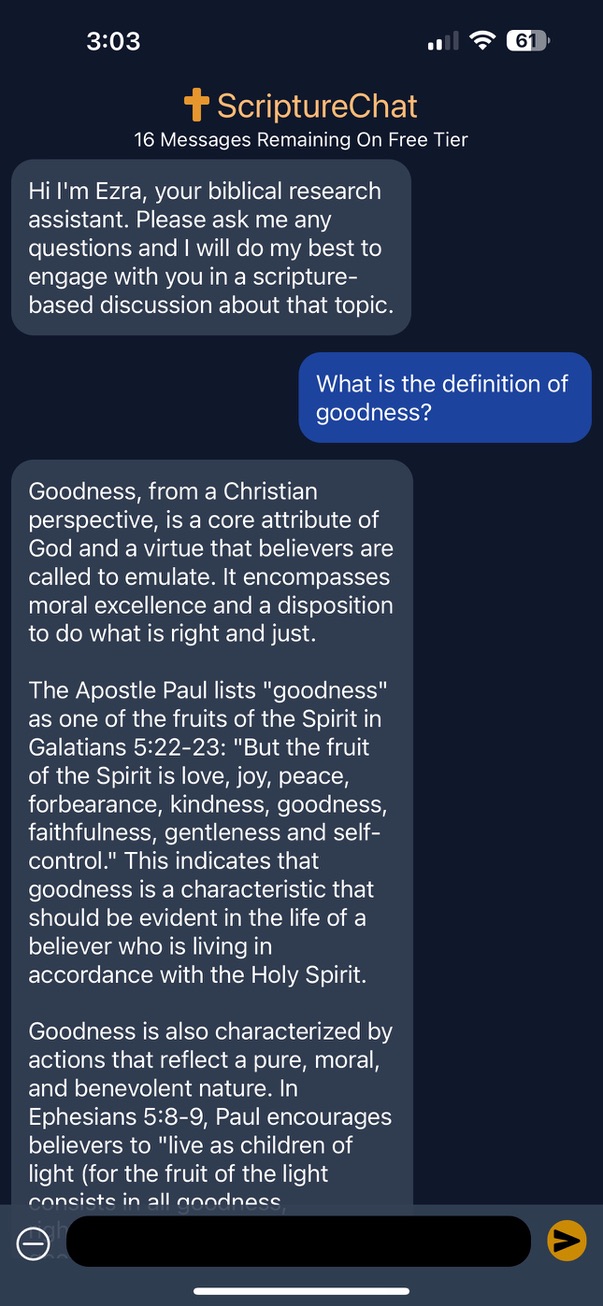 3:03
61
ScriptureChat
16 Messages Remaining On Free Tier
Hi I'm Ezra, your biblical research
assistant. Please ask me any
questions and I will do my best to
engage with you in a scripture-
based discussion about that topic.
What is the definition of
goodness?
Goodness, from a Christian
perspective, is a core attribute of
God and a virtue that believers are
called to emulate. It encompasses
moral excellence and a disposition
to do what is right and just.
The Apostle Paul lists "goodness"
as one of the fruits of the Spirit in
Galatians 5:22-23: "But the fruit
of the Spirit is love, joy, peace,
forbearance, kindness, goodness,
faithfulness, gentleness and self-
control." This indicates that
goodness is a characteristic that
should be evident in the life of a
believer who is living in
accordance with the Holy Spirit.
Goodness is also characterized by
actions that reflect a pure, moral,
and benevolent nature. In
Ephesians 5:8-9, Paul encourages
believers to "live as children of
light (for the fruit of the light
consists in all goodness,